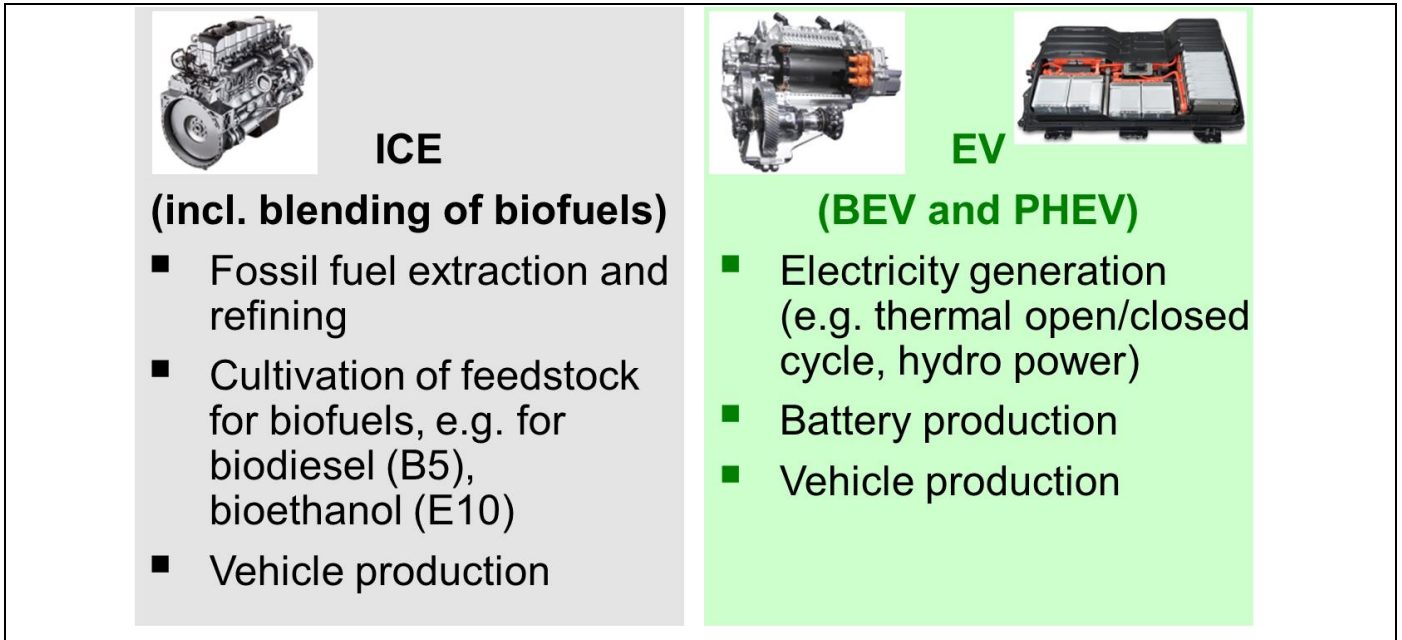 ICE
(incl. blending of biofuels)
■ Fossil fuel extraction and
refining
■ Cultivation of feedstock
for biofuels, e.g. for
biodiesel (B5),
bioethanol (E10)
■ Vehicle production
EV
(BEV and PHEV)
■ Electricity generation
(e.g. thermal open/closed
cycle, hydro power)
■ Battery production
■ Vehicle production